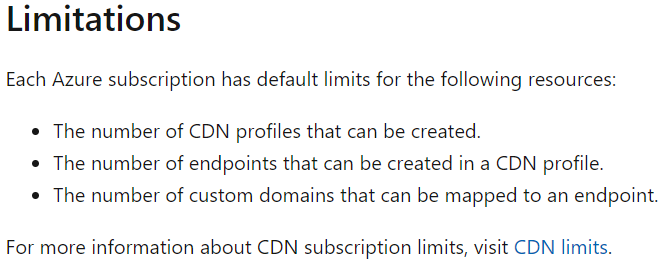 Limitations
Each Azure subscription has default limits for the following resources:
• The number of CDN profiles that can be created.
• The number of endpoints that can be created in a CDN profile.
• The number of custom domains that can be mapped to an endpoint.
For more information about CDN subscription limits, visit CDN limits.